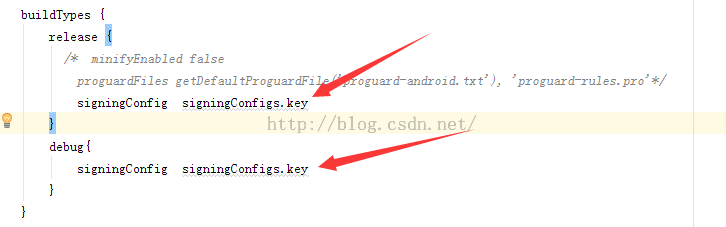 buildTypes {
release {
/*  minifyEnabled false
proguardFiles getDefaultProguardFile('proguard-android.txt'), 'proguard-rules.pro'*/
signingConfig  signingConfigs.key
}
http://blog.csdn.net/
debug{
signingConfig  signingConfigs.key
}
}